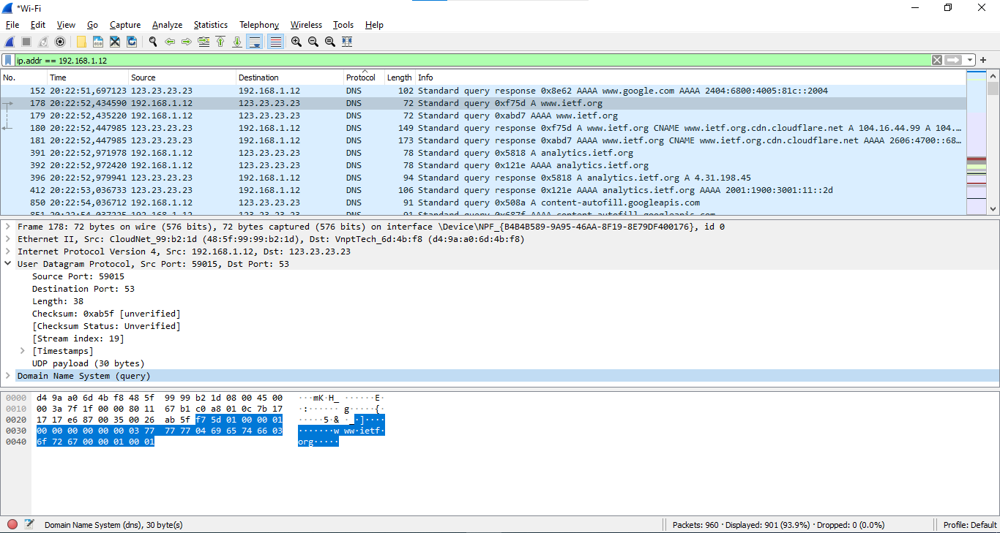 *Wi-Fi
File Edit View Go Capture Analyze Statistics Telephony Wireless Tools Help
ip.addr == 192.168.1.12
No. Time Source Destination Protocol Length Info
152 20:22:51,697123 123.23.23.23 192.168.1.12 DNS 102 Standard query response 0x8e62 AAAA www.google.com AAAA 2404:6800:4005:81c::2004
178 20:22:52,434590 192.168.1.12 123.23.23.23 DNS 72 Standard query 0xf75d A www.ietf.org
179 20:22:52,435220 192.168.1.12 123.23.23.23 DNS 72 Standard query 0xabd7 AAAA www.ietf.org
180 20:22:52,447985 123.23.23.23 192.168.1.12 DNS 149 Standard query response 0xf75d A www.ietf.org CNAME www.ietf.org.cdn.cloudflare.net A 104.16.44.99 A 104.…
181 20:22:52,447985 123.23.23.23 192.168.1.12 DNS 173 Standard query response 0xabd7 AAAA www.ietf.org CNAME www.ietf.org.cdn.cloudflare.net AAAA 2606:4700::68…
391 20:22:52,971978 192.168.1.12 123.23.23.23 DNS 78 Standard query 0x5818 A analytics.ietf.org
392 20:22:52,972420 192.168.1.12 123.23.23.23 DNS 78 Standard query 0x121e AAAA analytics.ietf.org
396 20:22:52,979941 123.23.23.23 192.168.1.12 DNS 94 Standard query response 0x5818 A analytics.ietf.org A 4.31.198.45
412 20:22:53,036733 123.23.23.23 192.168.1.12 DNS 106 Standard query response 0x121e AAAA analytics.ietf.org AAAA 2001:1900:3001:11::2d
850 20:22:54,036712 192.168.1.12 123.23.23.23 DNS 91 Standard query 0x508a A content-autofill.googleapis.com
851 20:22:54,037225 192.168.1.12 123.23.23.23 DNS 91 Standard query 0x687f AAAA content-autofill.googleapis.com
Frame 178: 72 bytes on wire (576 bits), 72 bytes captured (576 bits) on interface \Device\NPF_{B4B4B589-9A95-46AA-8F19-8E79DF400176}, id 0
Ethernet II, Src: CloudNet_99:b2:1d (48:5f:99:99:b2:1d), Dst: VnptTech_6d:4b:f8 (d4:9a:a0:6d:4b:f8)
Internet Protocol Version 4, Src: 192.168.1.12, Dst: 123.23.23.23
User Datagram Protocol, Src Port: 59015, Dst Port: 53
Source Port: 59015
Destination Port: 53
Length: 38
Checksum: 0xab5f [unverified]
[Checksum Status: Unverified]
[Stream index: 19]
[Timestamps]
UDP payload (30 bytes)
Domain Name System (query)
0000 d4 9a a0 6d 4b f8 48 5f 99 99 b2 1d 08 00 45 00 ···mK·H_ ······E·
0010 00 3a 7f 1f 00 00 80 11 67 b1 c0 a8 01 0c 7b 17 ·:······ g·····{·
0020 17 17 e6 87 00 35 00 26 ab 5f f7 5d 01 00 00 01 ·····5·& ·_·]····
0030 00 00 00 00 00 00 03 77 77 77 04 69 65 74 66 03 ·······w ww·ietf·
0040 6f 72 67 00 00 01 00 01 org·····
Domain Name System (dns), 30 byte(s) Packets: 960 · Displayed: 901 (93.9%) · Dropped: 0 (0.0%) Profile: Default